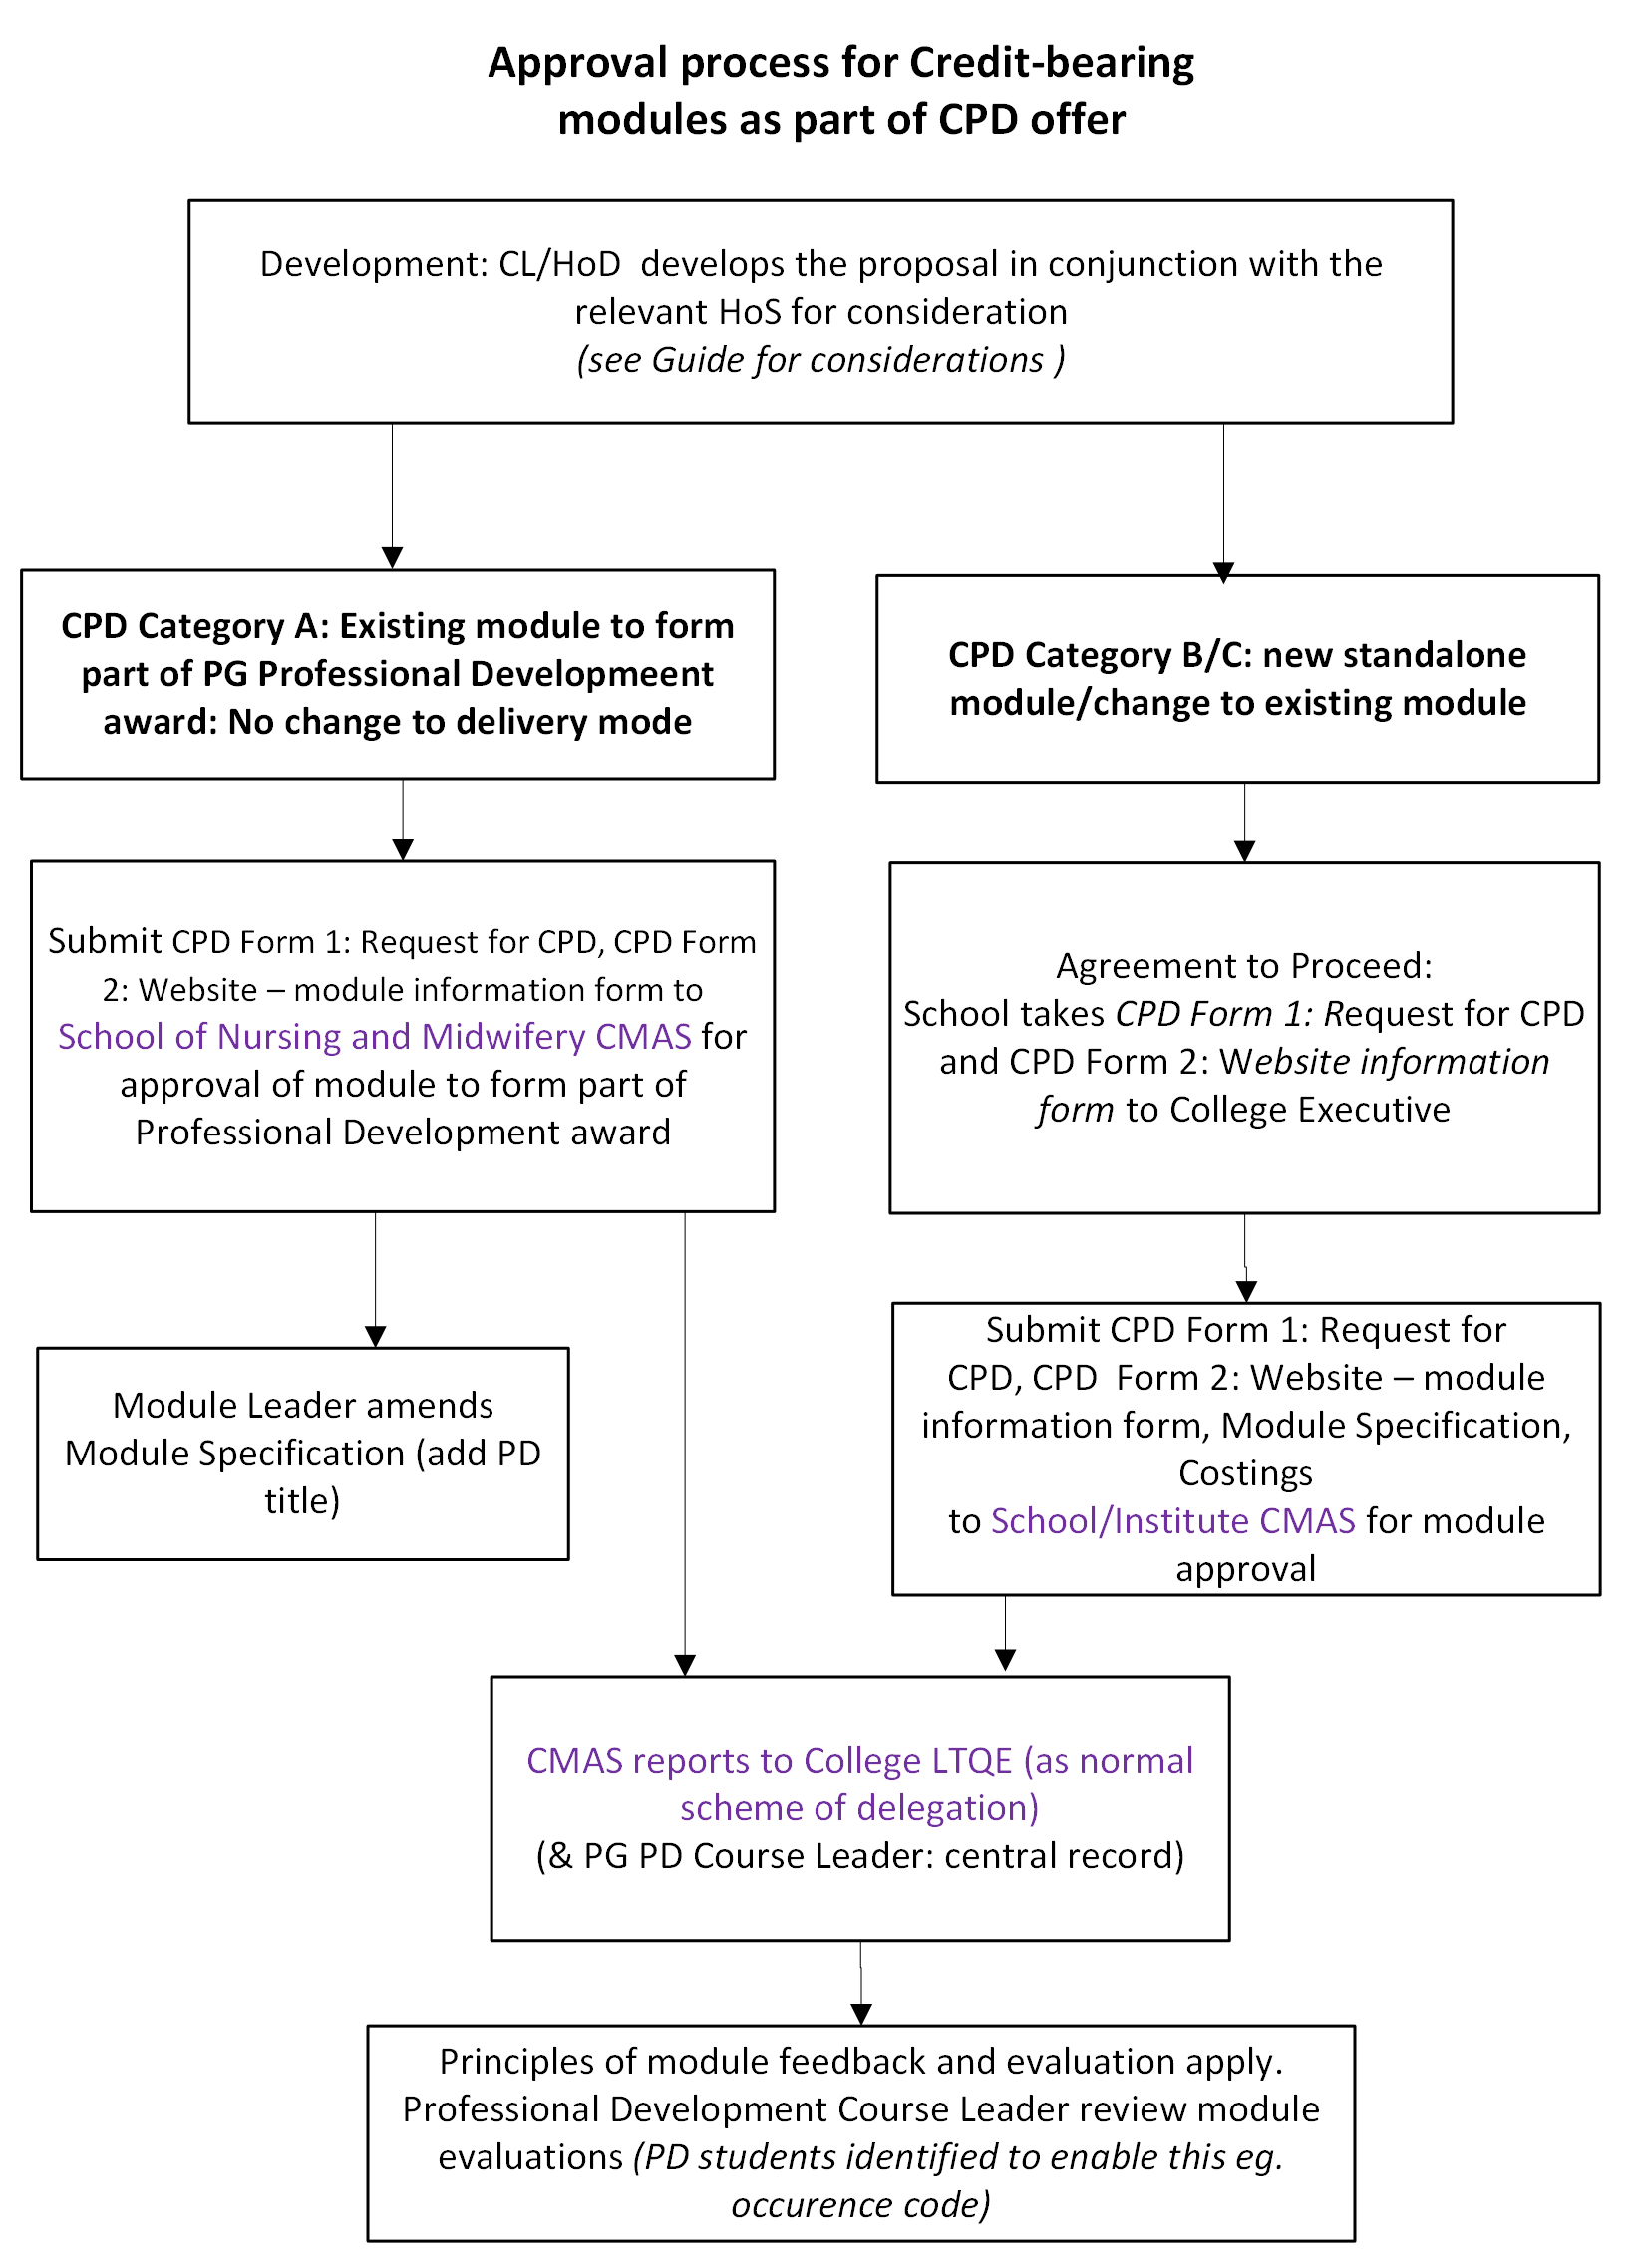 Approval process for Credit-bearing
modules as part of CPD offer
Development: CL/HoD  develops the proposal in conjunction with the
relevant HoS for consideration
(see Guide for considerations )
CPD Category A: Existing module to form
part of PG Professional Developmeent
award: No change to delivery mode
CPD Category B/C: new standalone
module/change to existing module
Submit CPD Form 1: Request for CPD, CPD Form
2: Website – module information form to
School of Nursing and Midwifery CMAS for
approval of module to form part of
Professional Development award
Agreement to Proceed:
School takes CPD Form 1: Request for CPD
and CPD Form 2: Website information
form to College Executive
Module Leader amends
Module Specification (add PD
title)
Submit CPD Form 1: Request for
CPD, CPD  Form 2: Website – module
information form, Module Specification,
Costings
to School/Institute CMAS for module
approval
CMAS reports to College LTQE (as normal
scheme of delegation)
(& PG PD Course Leader: central record)
Principles of module feedback and evaluation apply.
Professional Development Course Leader review module
evaluations (PD students identified to enable this eg.
occurence code)